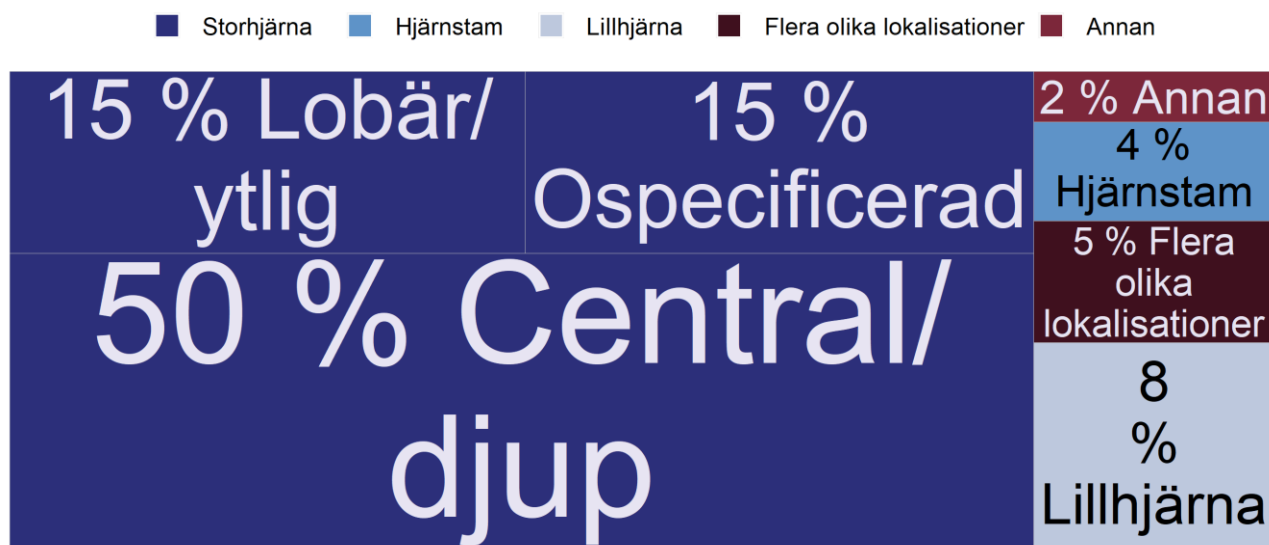 Storhjärna Hjärnstam Lillhjärna Flera olika lokalisationer Annan
15 % Lobär/
ytlig
15 %
Ospecificerad
50 % Central/
djup
2 % Annan
4 %
Hjärnstam
5 % Flera
olika
lokalisationer
8
%
Lillhjärna